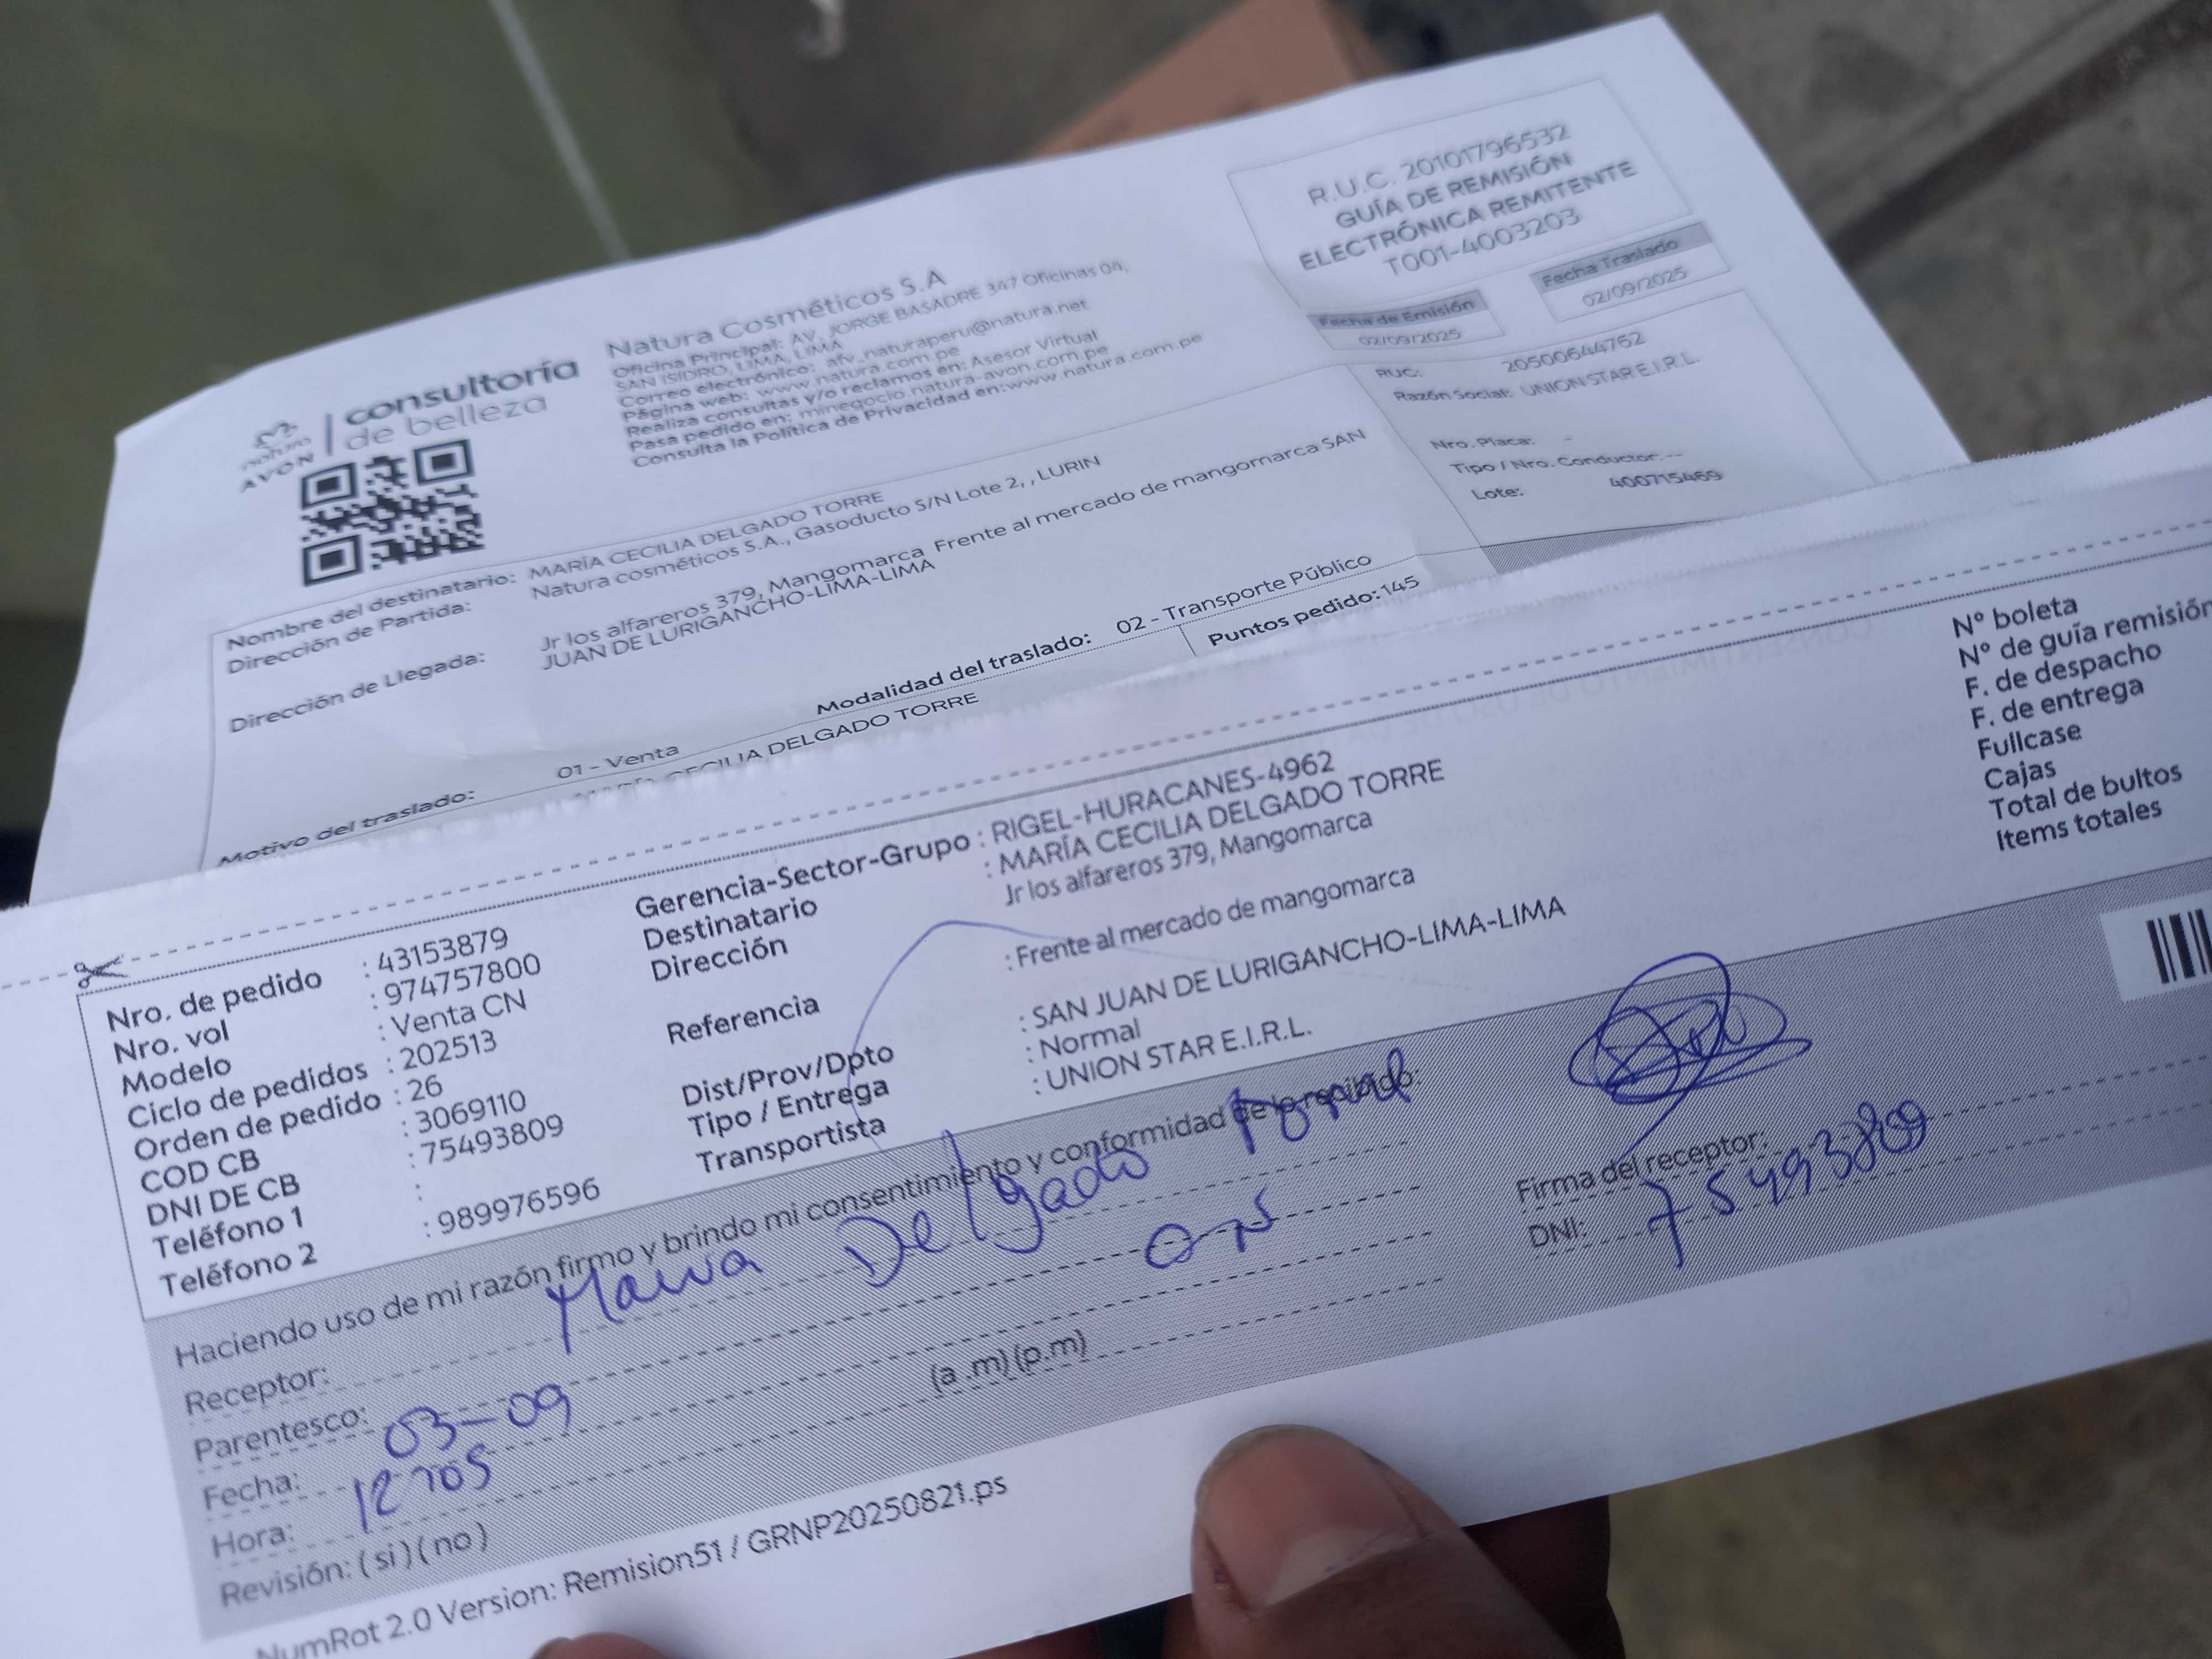 R.U.C. 20101796532
GUÍA DE REMISIÓN
ELECTRÓNICA REMITENTE
T001-4003203
Fecha de Emisión
02/09/2025
Fecha Traslado
02/09/2025
natura
AVON
consultoría
de belleza
Natura Cosméticos S.A
Oficina Principal: AV. JORGE BASADRE 347 Oficinas 04,
SAN ISIDRO, LIMA, LIMA
Correo electrónico: afv_naturaperu@natura.net
Página web: www.natura.com.pe
Realiza consultas y/o reclamos en: Asesor Virtual
Pasa pedido en: minegocio.natura-avon.com.pe
Consulta la Política de Privacidad en:www.natura.com.pe
RUC: 20500644762
Razón Social: UNION STAR E.I.R.L.
Nro. Placa: -
Tipo / Nro. Conductor: --
Lote: 400715469
Nombre del destinatario: MARÍA CECILIA DELGADO TORRE
Dirección de Partida: Natura cosméticos S.A., Gasoducto S/N Lote 2, , LURIN
Dirección de Llegada: Jr los alfareros 379, Mangomarca Frente al mercado de mangomarca SAN
JUAN DE LURIGANCHO-LIMA-LIMA
Modalidad del traslado: 02 - Transporte Público
Puntos pedido:145
Motivo del traslado: 01 - Venta
CECILIA DELGADO TORRE
Nro. de pedido : 43153879
Nro. vol : 974757800
Modelo : Venta CN
Ciclo de pedidos : 202513
Orden de pedido : 26
COD CB : 3069110
DNI DE CB : 75493809
Teléfono 1 :
Teléfono 2 : 989976596
Gerencia-Sector-Grupo : RIGEL-HURACANES-4962
Destinatario : MARÍA CECILIA DELGADO TORRE
Dirección Jr los alfareros 379, Mangomarca
Referencia : Frente al mercado de mangomarca
Dist/Prov/Dpto : SAN JUAN DE LURIGANCHO-LIMA-LIMA
Tipo / Entrega : Normal
Transportista : UNION STAR E.I.R.L.
Nº boleta
Nº de guía remisión
F. de despacho
F. de entrega
Fullcase
Cajas
Total de bultos
Items totales
Haciendo uso de mi razón firmo y brindo mi consentimiento y conformidad de lo recibido:
Receptor: Maria Delgado
Parentesco:
Fecha: 03-09
Hora: 12:05 (a .m)(p.m)
Revisión: (si)(no)
Firma del receptor:
DNI: 75493809
NumRot 2.0 Version: Remision51 / GRNP20250821.ps